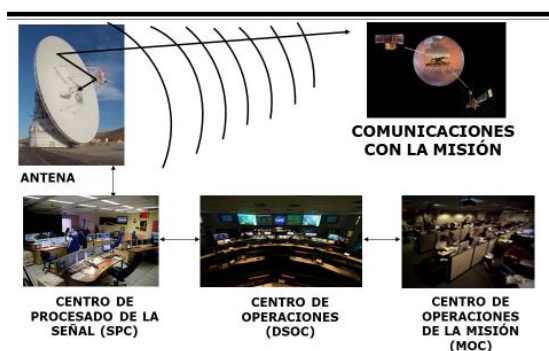 COMUNICACIONES
CON LA MISIÓN
ANTENA
CENTRO DE
PROCESADO DE LA
SEÑAL (SPC)
CENTRO DE
OPERACIONES
(DSOC)
CENTRO DE
OPERACIONES
DE LA MISIÓN
(MOC)